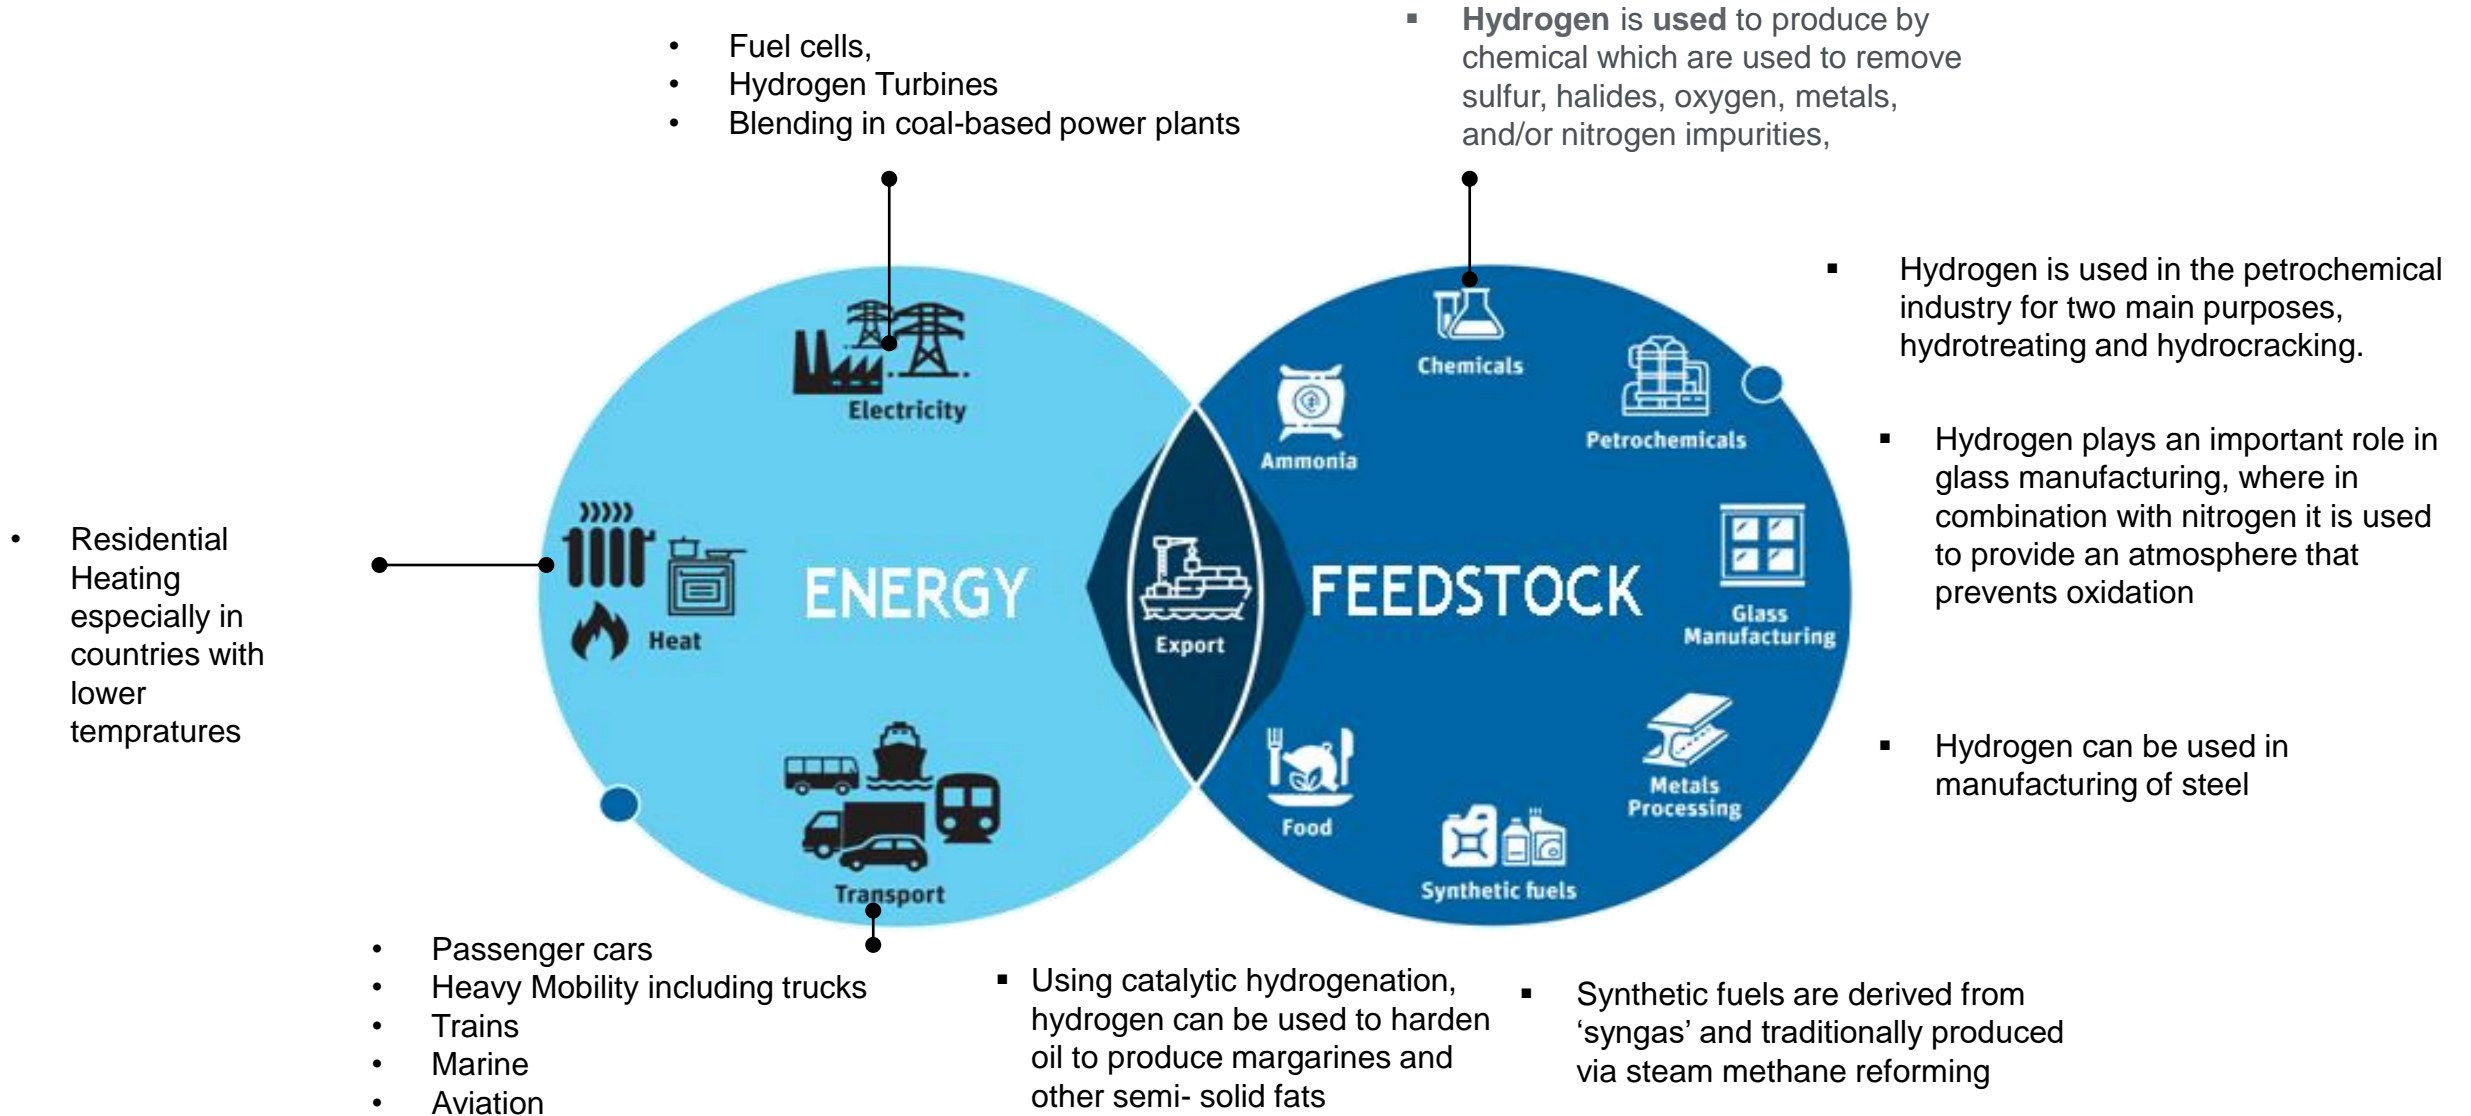 • Fuel cells,
• Hydrogen Turbines
• Blending in coal-based power plants
▪ Hydrogen is used to produce by
chemical which are used to remove
sulfur, halides, oxygen, metals,
and/or nitrogen impurities,
▪ Hydrogen is used in the petrochemical
industry for two main purposes,
hydrotreating and hydrocracking.
▪ Hydrogen plays an important role in
glass manufacturing, where in
combination with nitrogen it is used
to provide an atmosphere that
prevents oxidation
▪ Hydrogen can be used in
manufacturing of steel
• Residential
Heating
especially in
countries with
lower
tempratures
Electricity
Heat
ENERGY
Transport
Export
FEEDSTOCK
Chemicals
Ammonia
Petrochemicals
Glass
Manufacturing
Metals
Processing
Food
Synthetic fuels
• Passenger cars
• Heavy Mobility including trucks
• Trains
• Marine
• Aviation
▪ Using catalytic hydrogenation,
hydrogen can be used to harden
oil to produce margarines and
other semi- solid fats
▪ Synthetic fuels are derived from
‘syngas’ and traditionally produced
via steam methane reforming